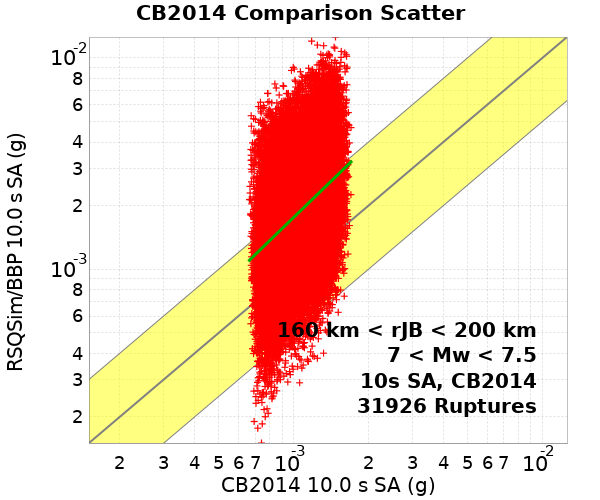 CB2014 Comparison Scatter
RSQSim/BBP 10.0 s SA (g)
10-2
8
6
4
3
2
10-3
8
6
4
3
2
160 km < rJB < 200 km
7 < Mw < 7.5
10s SA, CB2014
31926 Ruptures
2 3 4 5 6 7 10-3 2 3 4 5 6 7 10-2
CB2014 10.0 s SA (g)